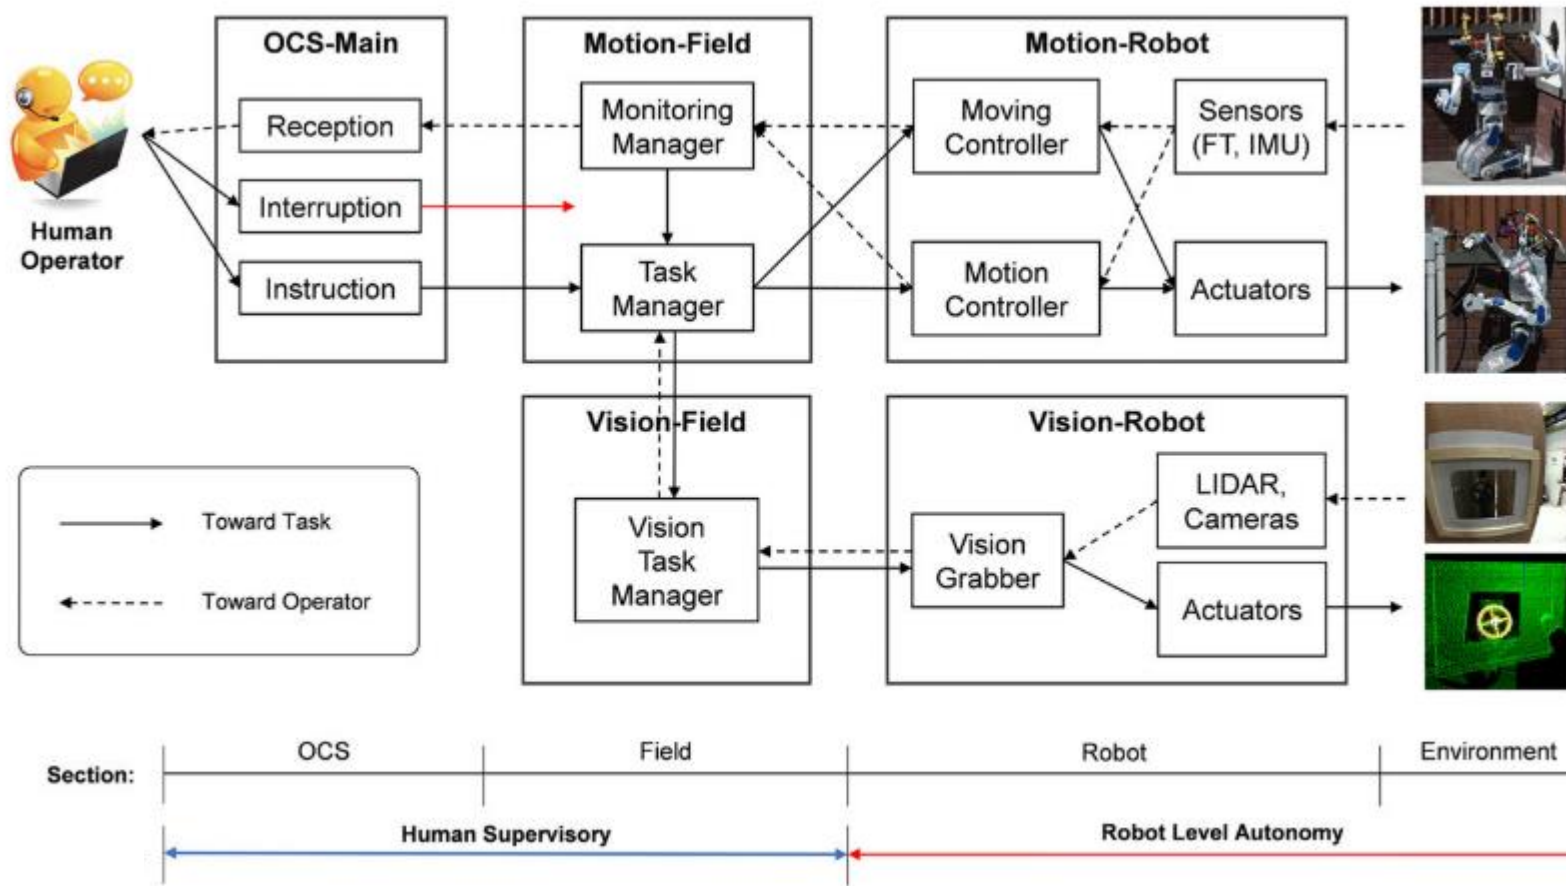 OCS-Main
Motion-Field
Motion-Robot
Reception
Monitoring
Manager
Moving
Controller
Sensors
(FT, IMU)
Interruption
Human
Operator
Instruction
Task
Manager
Motion
Controller
Actuators
Vision-Field
Vision-Robot
Vision
Task
Manager
Vision
Grabber
LIDAR,
Cameras
Actuators
Toward Task
Toward Operator
Section:
OCS
Field
Robot
Environment
Human Supervisory
Robot Level Autonomy